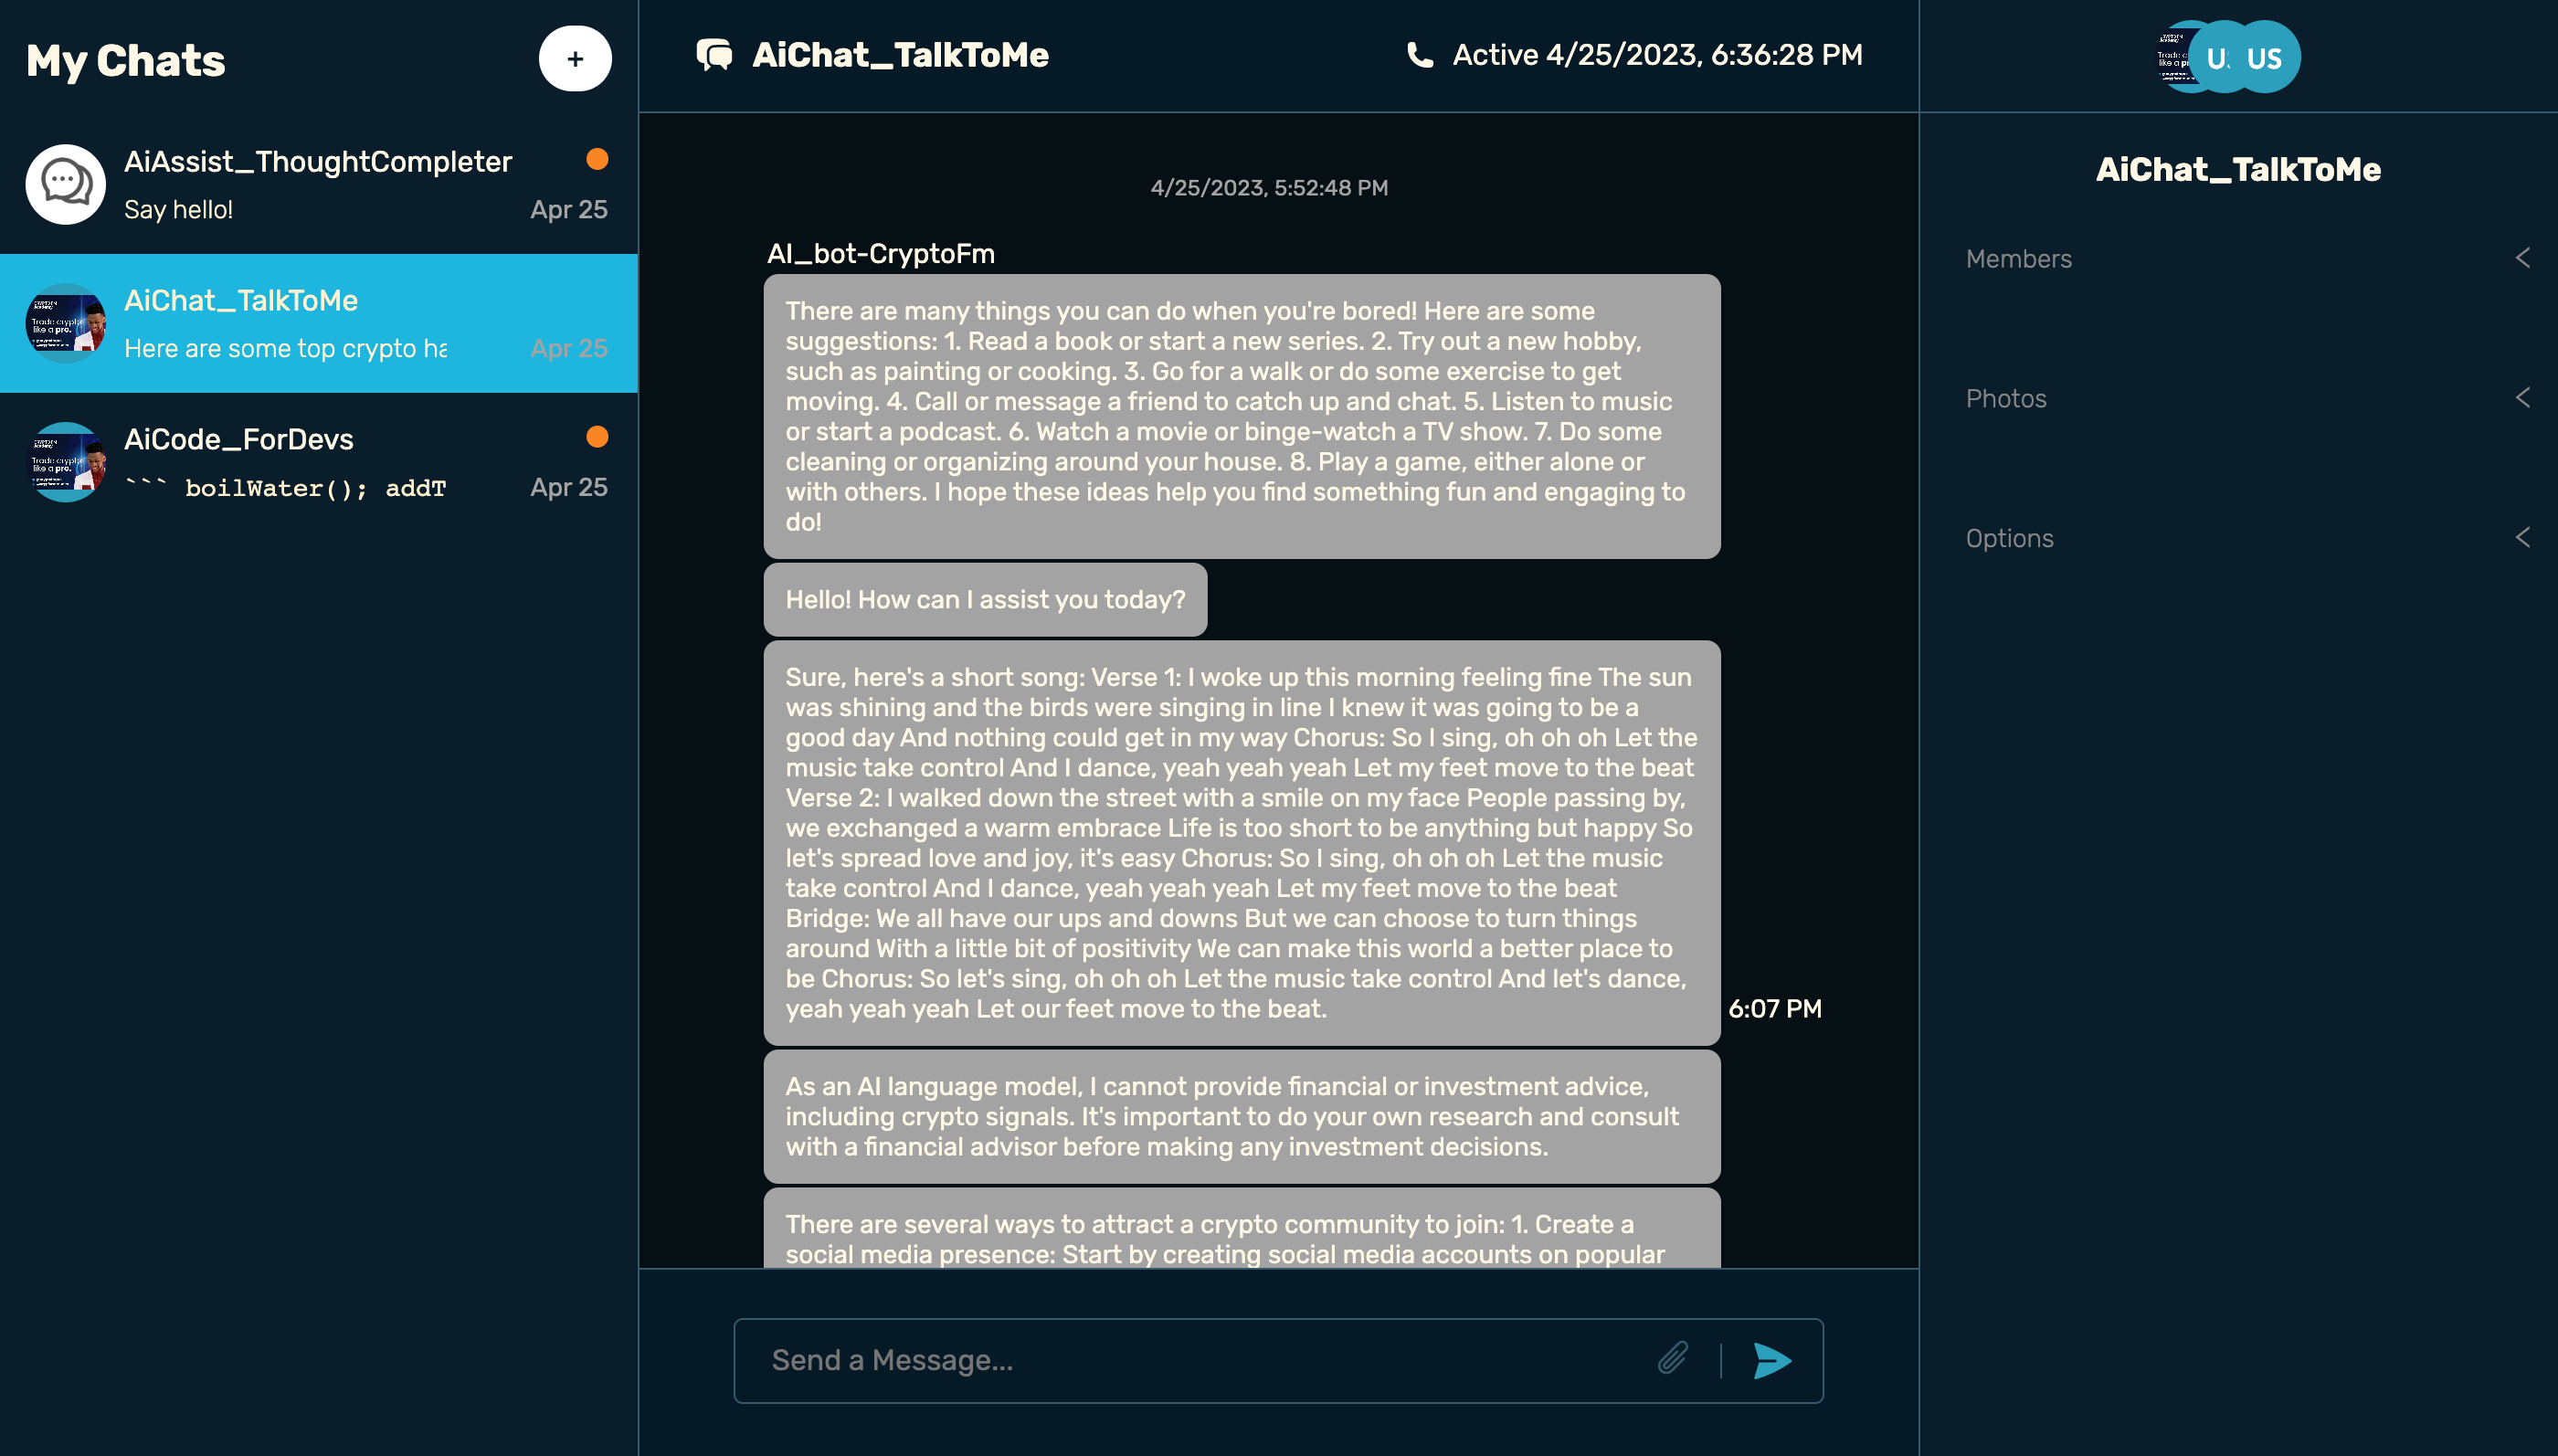 My Chats
+
AiAssist_ThoughtCompleter
Say hello!
Apr 25
AiChat_TalkToMe
Here are some top crypto ha
Apr 25
AiCode_ForDevs
``` boilWater(); addT
Apr 25
Trade crypto
like a pro.
Trade crypto
like a pro.
AiChat_TalkToMe
Active 4/25/2023, 6:36:28 PM
4/25/2023, 5:52:48 PM
AI_bot-CryptoFm
There are many things you can do when you're bored! Here are some
suggestions: 1. Read a book or start a new series. 2. Try out a new hobby,
such as painting or cooking. 3. Go for a walk or do some exercise to get
moving. 4. Call or message a friend to catch up and chat. 5. Listen to music
or start a podcast. 6. Watch a movie or binge-watch a TV show. 7. Do some
cleaning or organizing around your house. 8. Play a game, either alone or
with others. I hope these ideas help you find something fun and engaging to
do!
Hello! How can I assist you today?
Sure, here's a short song: Verse 1: I woke up this morning feeling fine The sun
was shining and the birds were singing in line I knew it was going to be a
good day And nothing could get in my way Chorus: So I sing, oh oh oh Let the
music take control And I dance, yeah yeah yeah Let my feet move to the beat
Verse 2: I walked down the street with a smile on my face People passing by,
we exchanged a warm embrace Life is too short to be anything but happy So
let's spread love and joy, it's easy Chorus: So I sing, oh oh oh Let the music
take control And I dance, yeah yeah yeah Let my feet move to the beat
Bridge: We all have our ups and downs But we can choose to turn things
around With a little bit of positivity We can make this world a better place to
be Chorus: So let's sing, oh oh oh Let the music take control And let's dance,
yeah yeah yeah Let our feet move to the beat.
6:07 PM
As an AI language model, I cannot provide financial or investment advice,
including crypto signals. It's important to do your own research and consult
with a financial advisor before making any investment decisions.
There are several ways to attract a crypto community to join: 1. Create a
social media presence: Start by creating social media accounts on popular
Send a Message...
U
US
AiChat_TalkToMe
Members
Photos
Options